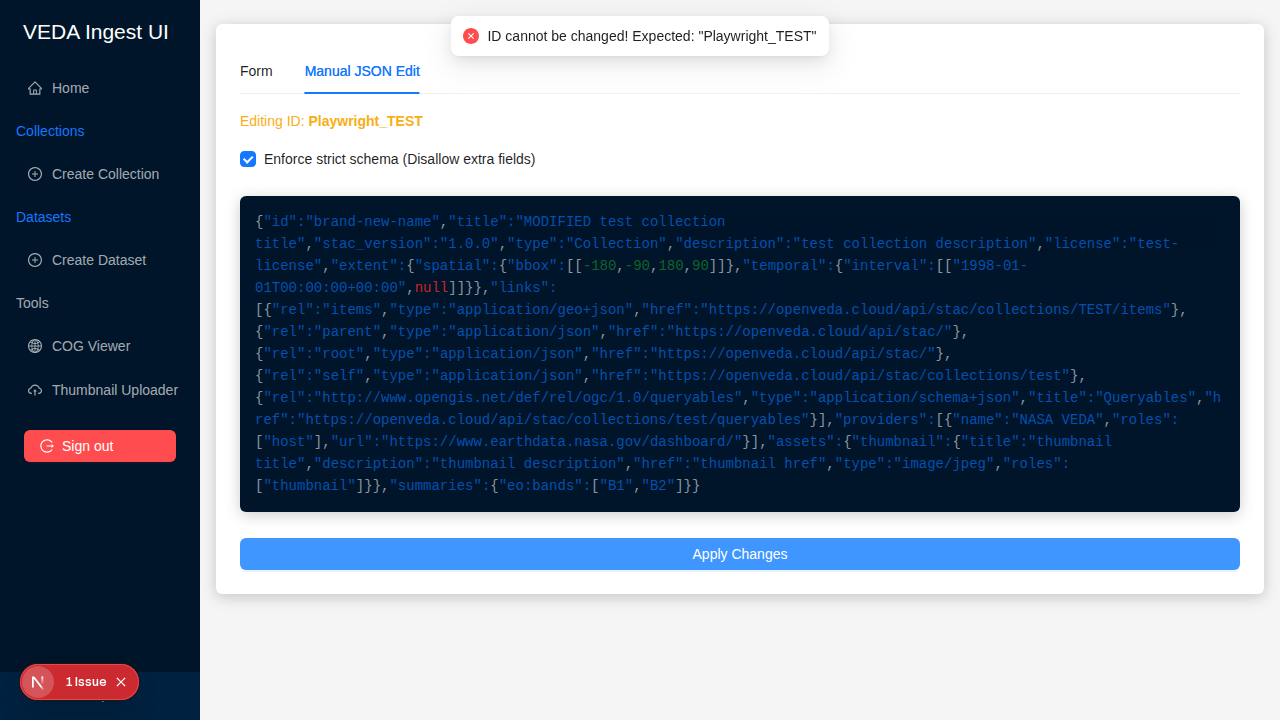 VEDA Ingest UI
Home
Collections
Create Collection
Datasets
Create Dataset
Tools
COG Viewer
Thumbnail Uploader
Sign out
1 Issue
ID cannot be changed! Expected: "Playwright_TEST"
Form
Manual JSON Edit
Editing ID: Playwright_TEST
Enforce strict schema (Disallow extra fields)
{"id":"brand-new-name","title":"MODIFIED test collection
title","stac_version":"1.0.0","type":"Collection","description":"test collection description","license":"test-
license","extent":{"spatial":{"bbox":[[-180,-90,180,90]]},"temporal":{"interval":[["1998-01-
01T00:00:00+00:00",null]]}},"links":
[{"rel":"items","type":"application/geo+json","href":"https://openveda.cloud/api/stac/collections/TEST/items"},
{"rel":"parent","type":"application/json","href":"https://openveda.cloud/api/stac/"},
{"rel":"root","type":"application/json","href":"https://openveda.cloud/api/stac/"},
{"rel":"self","type":"application/json","href":"https://openveda.cloud/api/stac/collections/test"},
{"rel":"http://www.opengis.net/def/rel/ogc/1.0/queryables","type":"application/schema+json","title":"Queryables","h
ref":"https://openveda.cloud/api/stac/collections/test/queryables"}],"providers":[{"name":"NASA VEDA","roles":
["host"],"url":"https://www.earthdata.nasa.gov/dashboard/"}],"assets":{"thumbnail":{"title":"thumbnail
title","description":"thumbnail description","href":"thumbnail href","type":"image/jpeg","roles":
["thumbnail"]}},"summaries":{"eo:bands":["B1","B2"]}}
Apply Changes